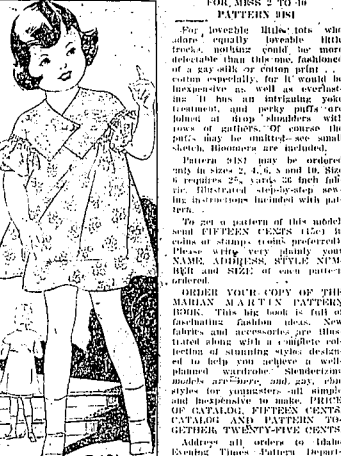 FOR MISS 2 TO 10
PATTERN 9181
For loveable little tots who
adore equally loveable little
frocks, nothing could be more
delectable than this one, fashioned
of a gay silk or cotton print . .
cotton especially, for it would be
inexpensive as well as everlast-
ing. It has an intriguing yoke
treatment, and perky puffs are
joined at drop shoulders with
rows of gathers. Of course the
puffs may be omitted—see small
sketch. Bloomers are included.
Pattern 9181 may be ordered
only in sizes 2, 4, 6, 8 and 10. Size
6 requires 2⅝ yards 36 inch fab-
ric. Illustrated step-by-step sew-
ing instructions included with pat-
tern.
To get a pattern of this model
send FIFTEEN CENTS (15c) in
coins or stamps (coins preferred).
Please write very plainly your
NAME, ADDRESS, STYLE NUM-
BER and SIZE of each pattern
ordered.
ORDER YOUR COPY OF THE
MARIAN MARTIN PATTERN
BOOK. This big book is full of
fascinating fashion ideas. New
fabrics and accessories are illus-
trated along with a complete col-
lection of stunning styles design-
ed to help you achieve a well-
planned wardrobe. Slenderizing
models are here, and gay, chic
styles for youngsters—all simple
and inexpensive to make. PRICE
OF CATALOG, FIFTEEN CENTS.
CATALOG AND PATTERN TO-
GETHER, TWENTY-FIVE CENTS.
Address all orders to Idaho
Evening Times Pattern Depart-